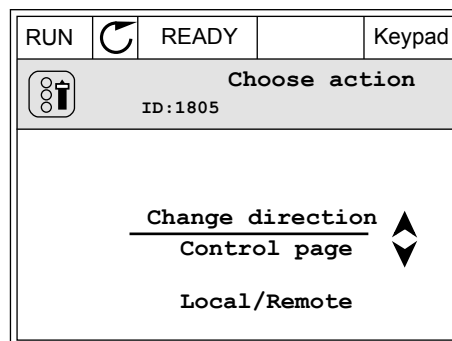 RUN READY Keypad
Choose action
ID:1805
Change direction
Control page
Local/Remote